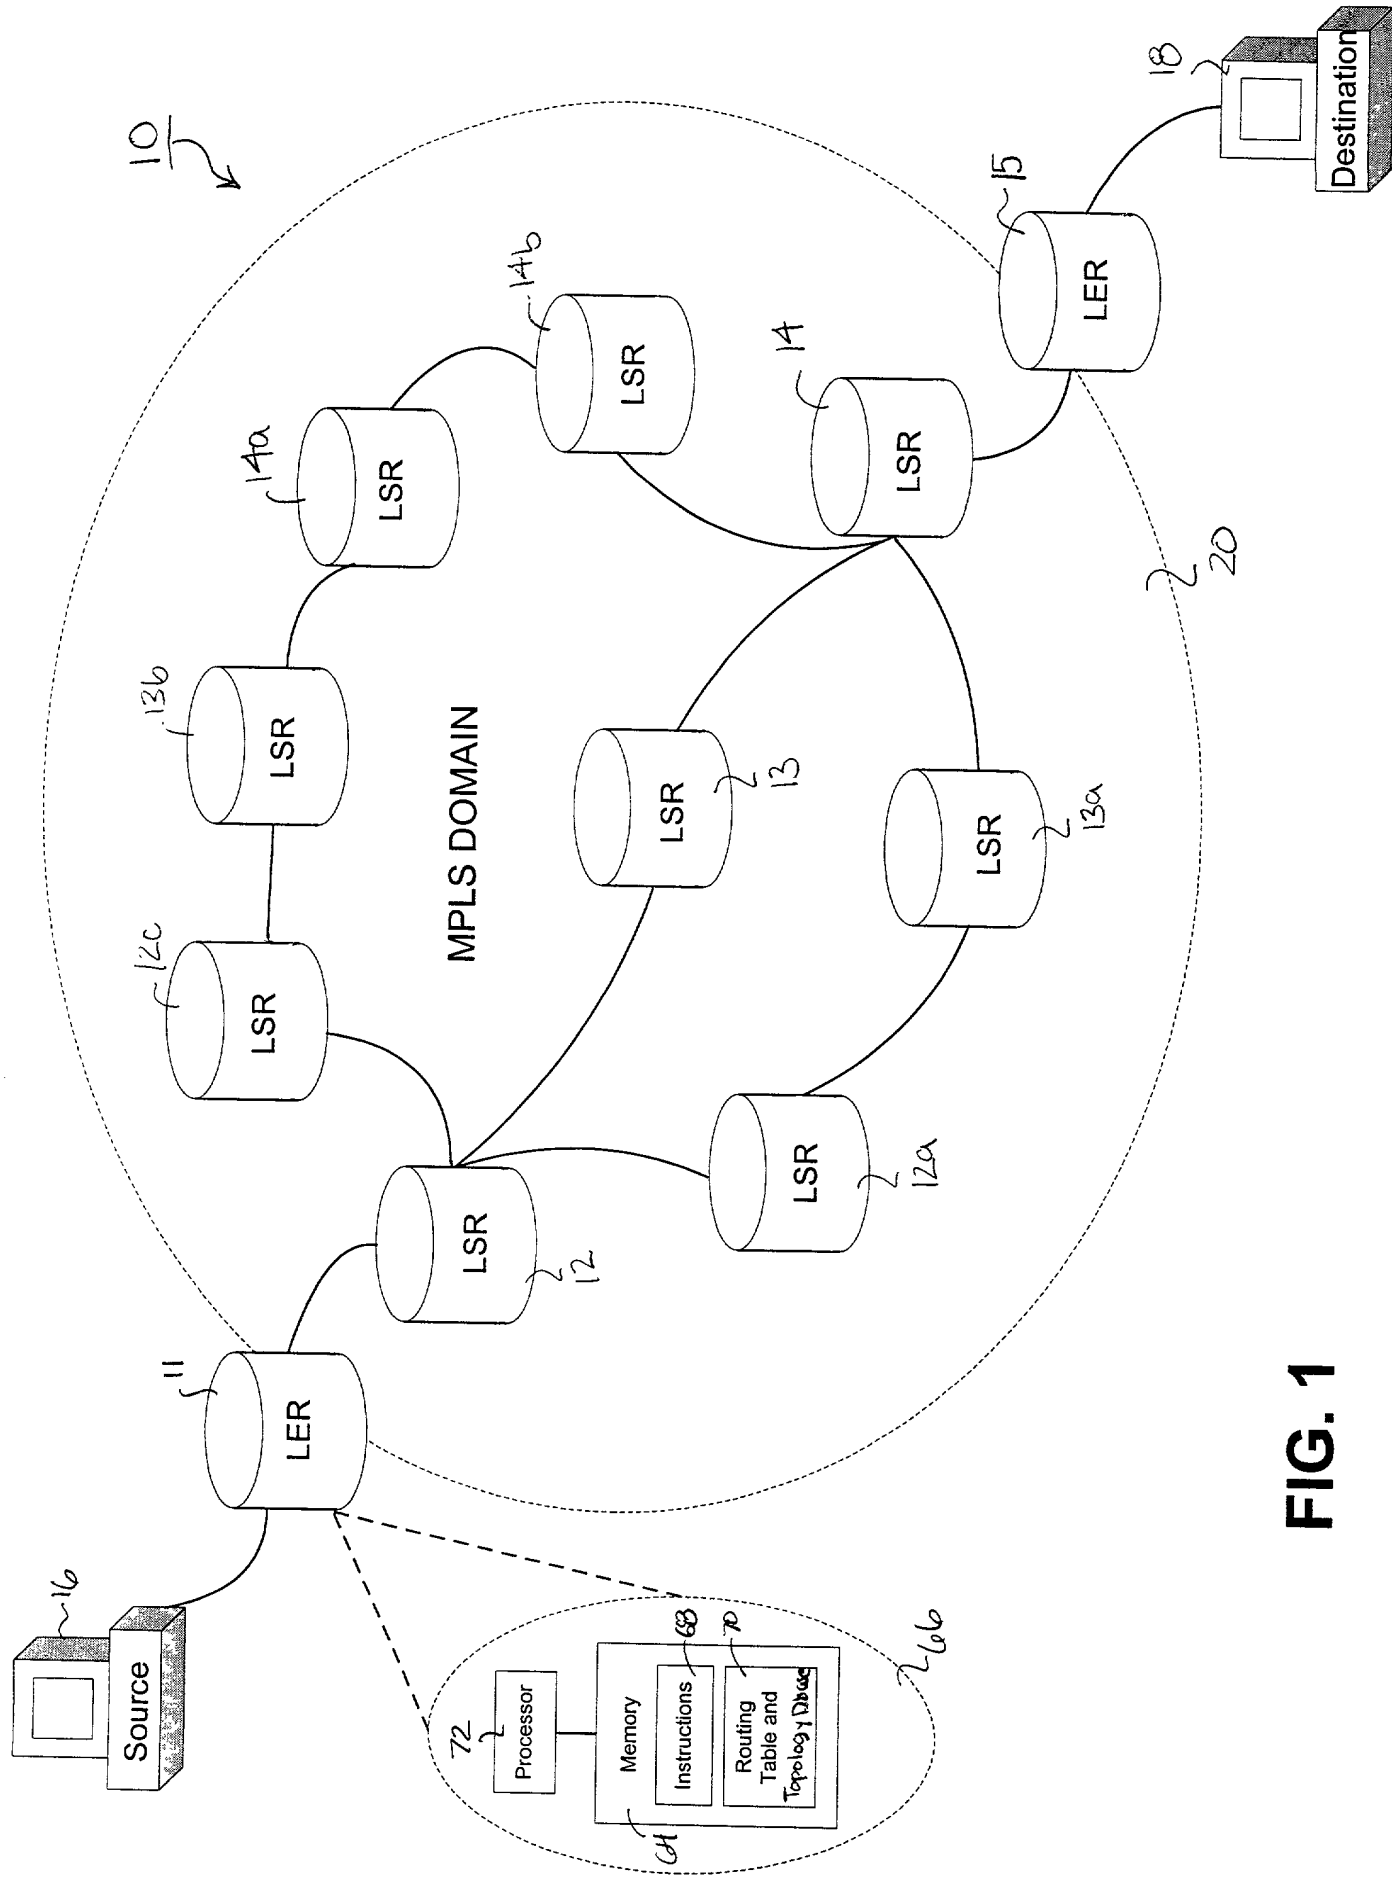 10
Source
16
LER
11
LSR
12
LSR
12c
LSR
13b
LSR
14a
LSR
14b
MPLS DOMAIN
LSR
13
LSR
12a
LSR
13a
LSR
14
LER
15
Destination
18
20
72
Processor
64
Memory
Instructions
68
Routing
Table and
Topology Dbase
70
66
FIG. 1